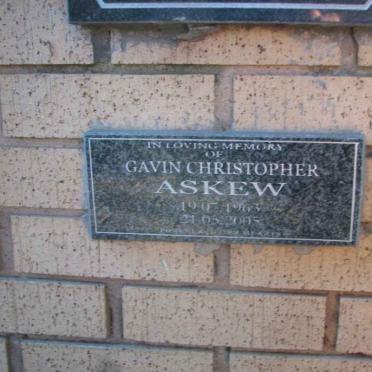 IN LOVING MEMORY
OF
GAVIN CHRISTOPHER
ASKEW
19.07.1963
21.05.2005